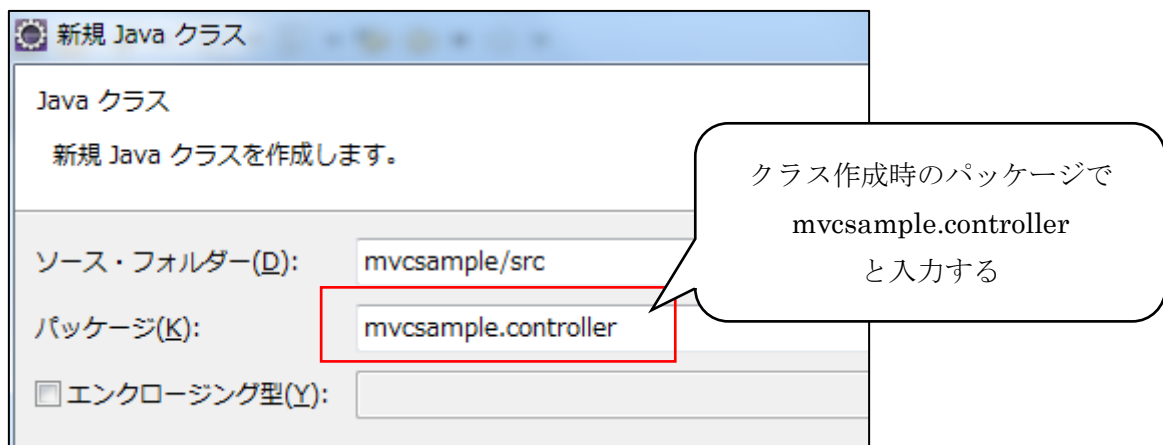 新規 Java クラス
Java クラス
新規 Java クラスを作成します。
クラス作成時のパッケージで
mvcsample.controller
と入力する
ソース・フォルダー(D):
mvcsample/src
パッケージ(K):
mvcsample.controller
エンクロージング型(Y):